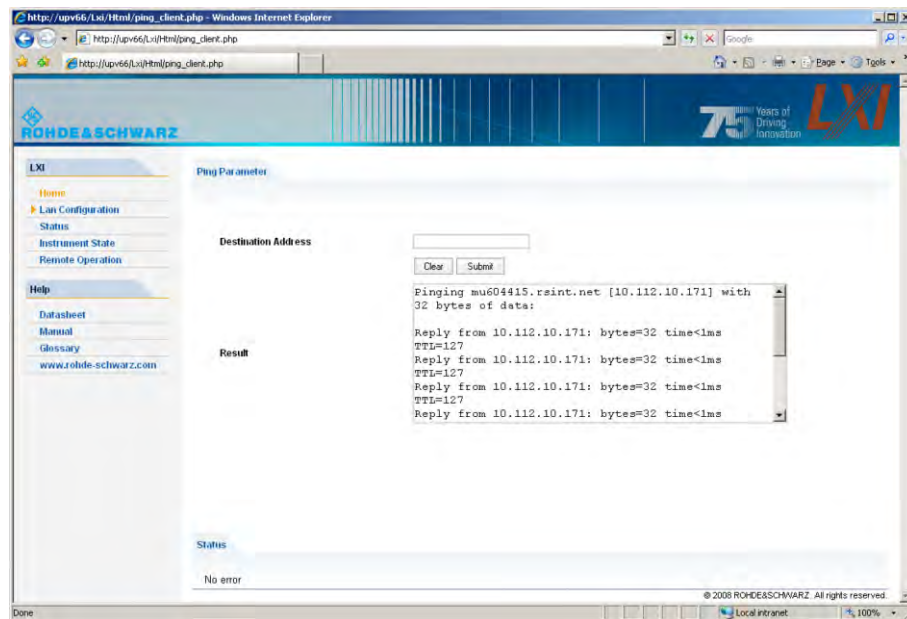 http://upv66/Lxi/Html/ping_client.php - Windows Internet Explorer
http://upv66/Lxi/Html/ping_client.php
Google
http://upv66/Lxi/Html/ping_client.php
Page
Tools
ROHDE&SCHWARZ
75 Years of
Driving
Innovation
LXI
LXI
Home
Lan Configuration
Status
Instrument State
Remote Operation
Help
Datasheet
Manual
Glossary
www.rohde-schwarz.com
Ping Parameter
Destination Address
Clear Submit
Result
Pinging mu604415.rsint.net [10.112.10.171] with
32 bytes of data:
Reply from 10.112.10.171: bytes=32 time<1ms
TTL=127
Reply from 10.112.10.171: bytes=32 time<1ms
TTL=127
Reply from 10.112.10.171: bytes=32 time<1ms
TTL=127
Reply from 10.112.10.171: bytes=32 time<1ms
Status
No error
© 2008 ROHDE&SCHWARZ. All rights reserved.
Done
Local intranet
100%